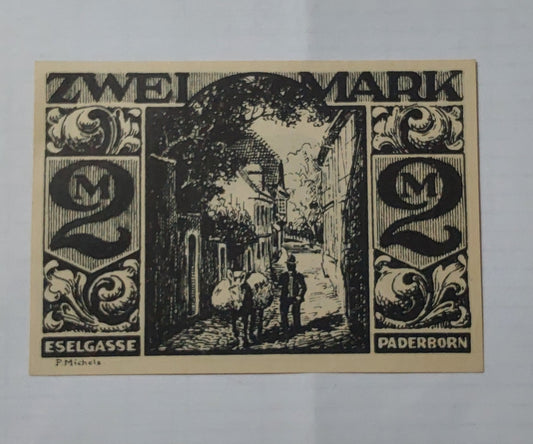 ZWEI MARK
M
2
M
2
ESELGASSE
PADERBORN
P. Michels